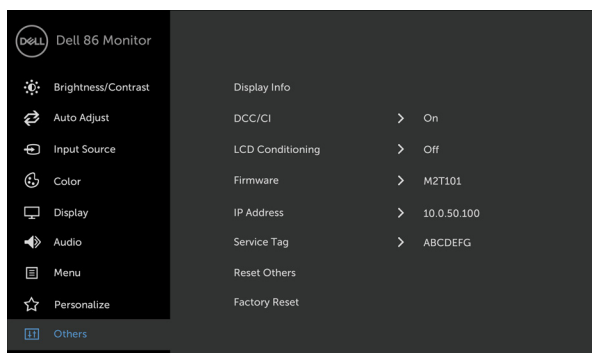 DELL Dell 86 Monitor
Brightness/Contrast Display Info
Auto Adjust DCC/CI On
Input Source LCD Conditioning Off
Color Firmware M2T101
Display IP Address 10.0.50.100
Audio Service Tag ABCDEFG
Menu Reset Others
Personalize Factory Reset
Others